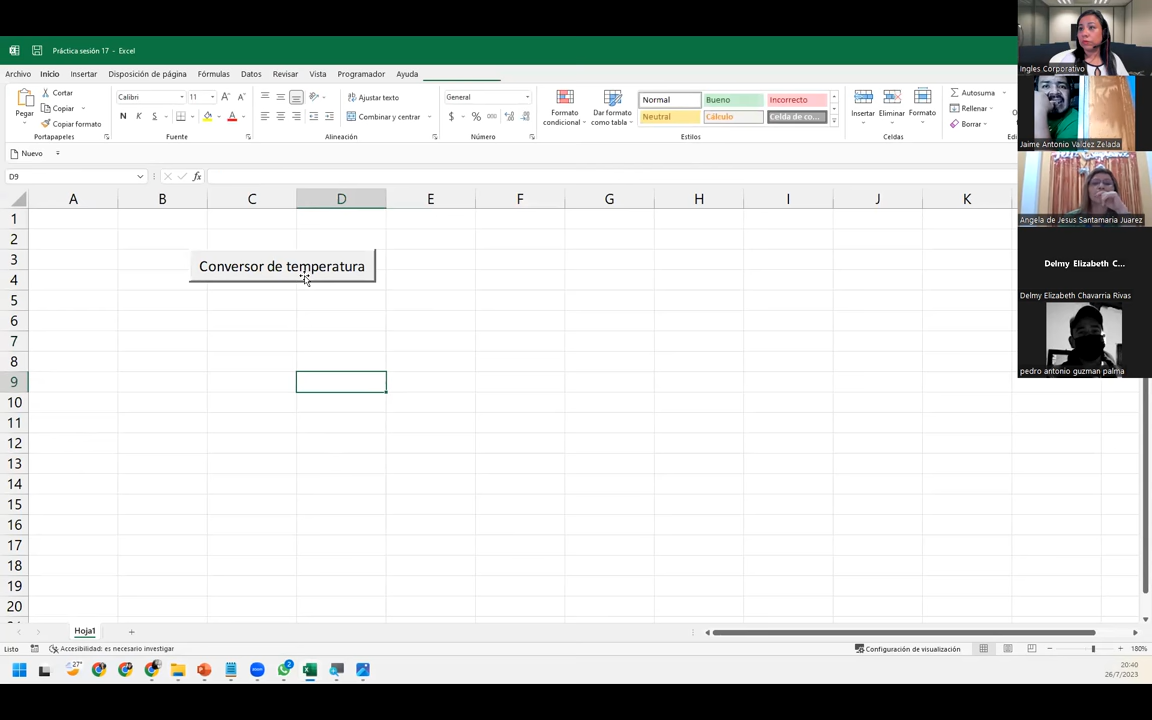 Práctica sesión 17 - Excel
Archivo Inicio Insertar Disposición de página Fórmulas Datos Revisar Vista Programador Ayuda
Pegar
Cortar
Copiar
Copiar formato
Portapapeles
Calibri 11
N K S
Fuente
Ajustar texto
Combinar y centrar
Alineación
General
$ % 000
Número
Formato condicional
Dar formato como tabla
Normal Bueno Incorrecto
Neutral Cálculo Celda de co...
Estilos
Insertar Eliminar Formato
Celdas
Autosuma
Rellenar
Borrar
Nuevo
D9
fx
A B C D E F G H I J K
1
2
3
4
5
6
7
8
9
10
11
12
13
14
15
16
17
18
19
20
Conversor de temperatura
Hoja1
Listo
Accesibilidad: es necesario investigar
Configuración de visualización
180%
27°
2
20:40
26/7/2023
Ingles Corporativo
Jaime Antonio Valdez Zelada
Angela de Jesus Santamaria Juarez
Delmy Elizabeth C...
Delmy Elizabeth Chavarria Rivas
pedro antonio guzman palma